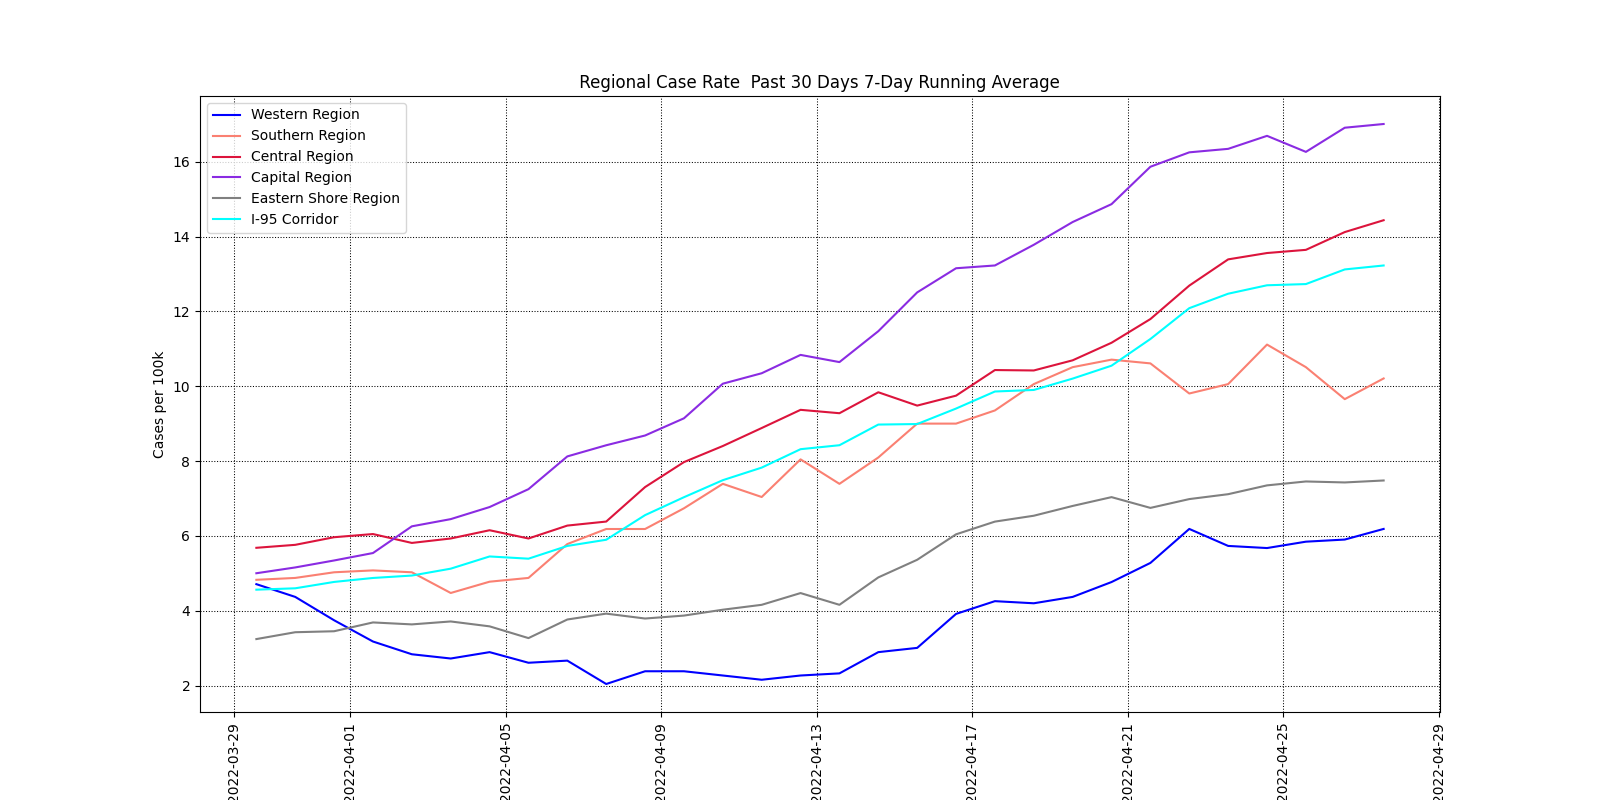 Regional Case Rate  Past 30 Days 7-Day Running Average
Western Region
Southern Region
Central Region
Capital Region
Eastern Shore Region
I-95 Corridor
Cases per 100k
16
14
12
10
8
6
4
2
2022-03-29
2022-04-01
2022-04-05
2022-04-09
2022-04-13
2022-04-17
2022-04-21
2022-04-25
2022-04-29